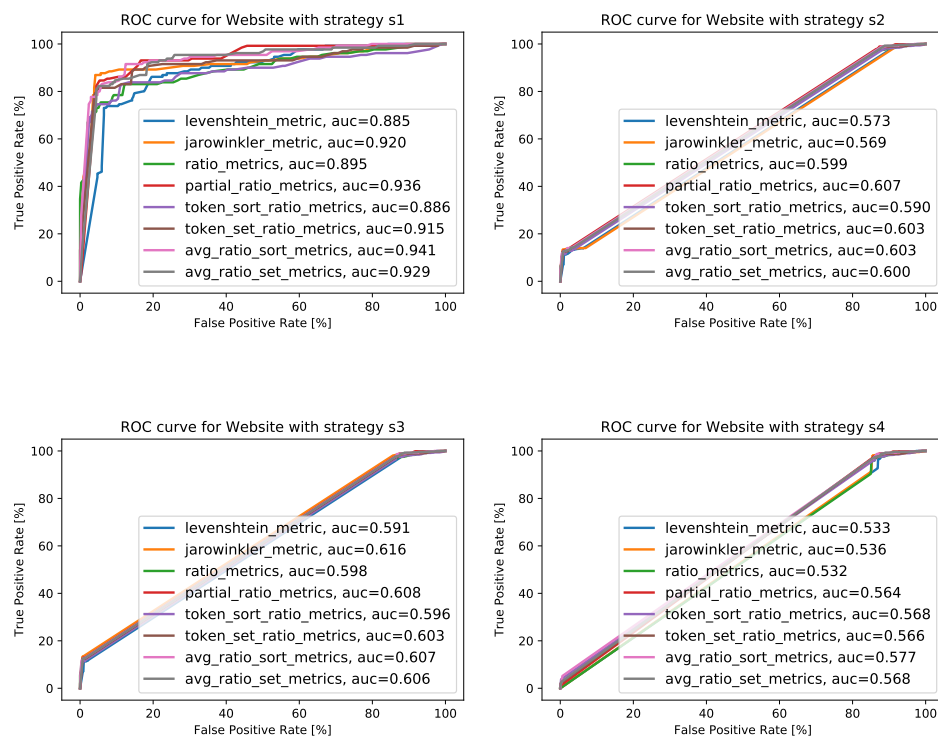 ROC curve for Website with strategy s1
True Positive Rate [%]
100
80
60
40
20
0
levenshtein_metric, auc=0.885
jarowinkler_metric, auc=0.920
ratio_metrics, auc=0.895
partial_ratio_metrics, auc=0.936
token_sort_ratio_metrics, auc=0.886
token_set_ratio_metrics, auc=0.915
avg_ratio_sort_metrics, auc=0.941
avg_ratio_set_metrics, auc=0.929
0 20 40 60 80 100
False Positive Rate [%]
ROC curve for Website with strategy s2
True Positive Rate [%]
100
80
60
40
20
0
levenshtein_metric, auc=0.573
jarowinkler_metric, auc=0.569
ratio_metrics, auc=0.599
partial_ratio_metrics, auc=0.607
token_sort_ratio_metrics, auc=0.590
token_set_ratio_metrics, auc=0.603
avg_ratio_sort_metrics, auc=0.603
avg_ratio_set_metrics, auc=0.600
0 20 40 60 80 100
False Positive Rate [%]
ROC curve for Website with strategy s3
True Positive Rate [%]
100
80
60
40
20
0
levenshtein_metric, auc=0.591
jarowinkler_metric, auc=0.616
ratio_metrics, auc=0.598
partial_ratio_metrics, auc=0.608
token_sort_ratio_metrics, auc=0.596
token_set_ratio_metrics, auc=0.603
avg_ratio_sort_metrics, auc=0.607
avg_ratio_set_metrics, auc=0.606
0 20 40 60 80 100
False Positive Rate [%]
ROC curve for Website with strategy s4
True Positive Rate [%]
100
80
60
40
20
0
levenshtein_metric, auc=0.533
jarowinkler_metric, auc=0.536
ratio_metrics, auc=0.532
partial_ratio_metrics, auc=0.564
token_sort_ratio_metrics, auc=0.568
token_set_ratio_metrics, auc=0.566
avg_ratio_sort_metrics, auc=0.577
avg_ratio_set_metrics, auc=0.568
0 20 40 60 80 100
False Positive Rate [%]